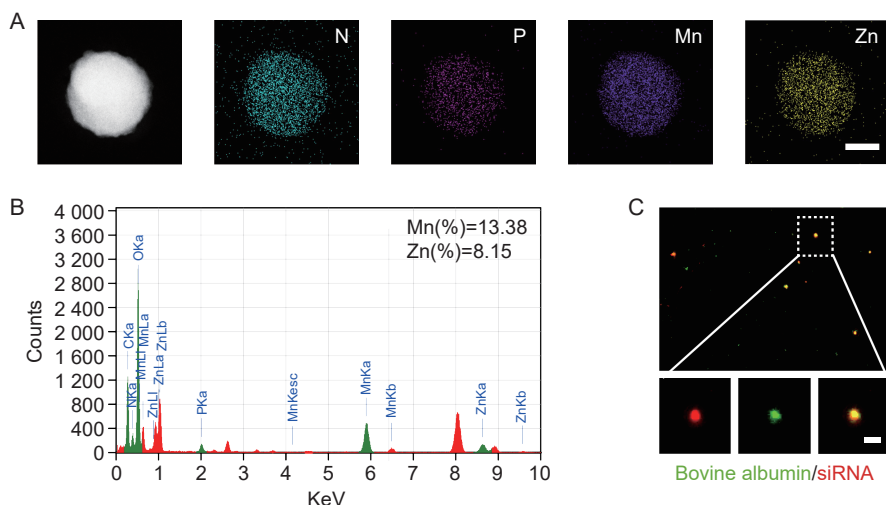 A
N
P
Mn
Zn
B
Mn(%)=13.38
Zn(%)=8.15
4 000
3 600
3 200
2 800
2 400
2 000
1 600
1 200
800
400
0
Counts
CKa
OKa
NKa
MnLl
MnLa
ZnLl
ZnLa
ZnLb
PKa
MnKesc
MnKa
MnKb
ZnKa
ZnKb
0 1 2 3 4 5 6 7 8 9 10
KeV
C
Bovine albumin/siRNA